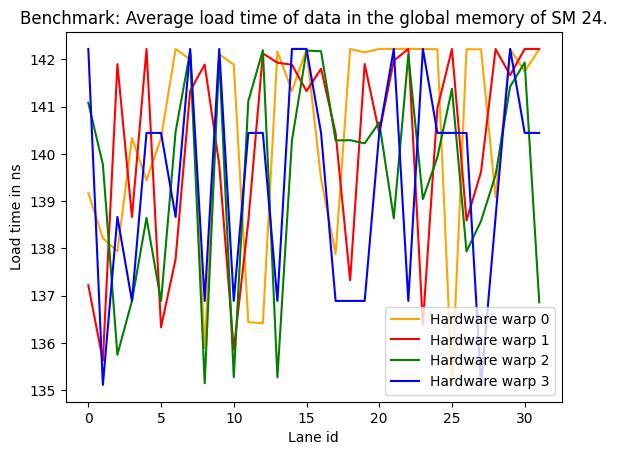 Benchmark: Average load time of data in the global memory of SM 24.
Load time in ns
142
141
140
139
138
137
136
135
0
5
10
15
20
25
30
Lane id
Hardware warp 0
Hardware warp 1
Hardware warp 2
Hardware warp 3